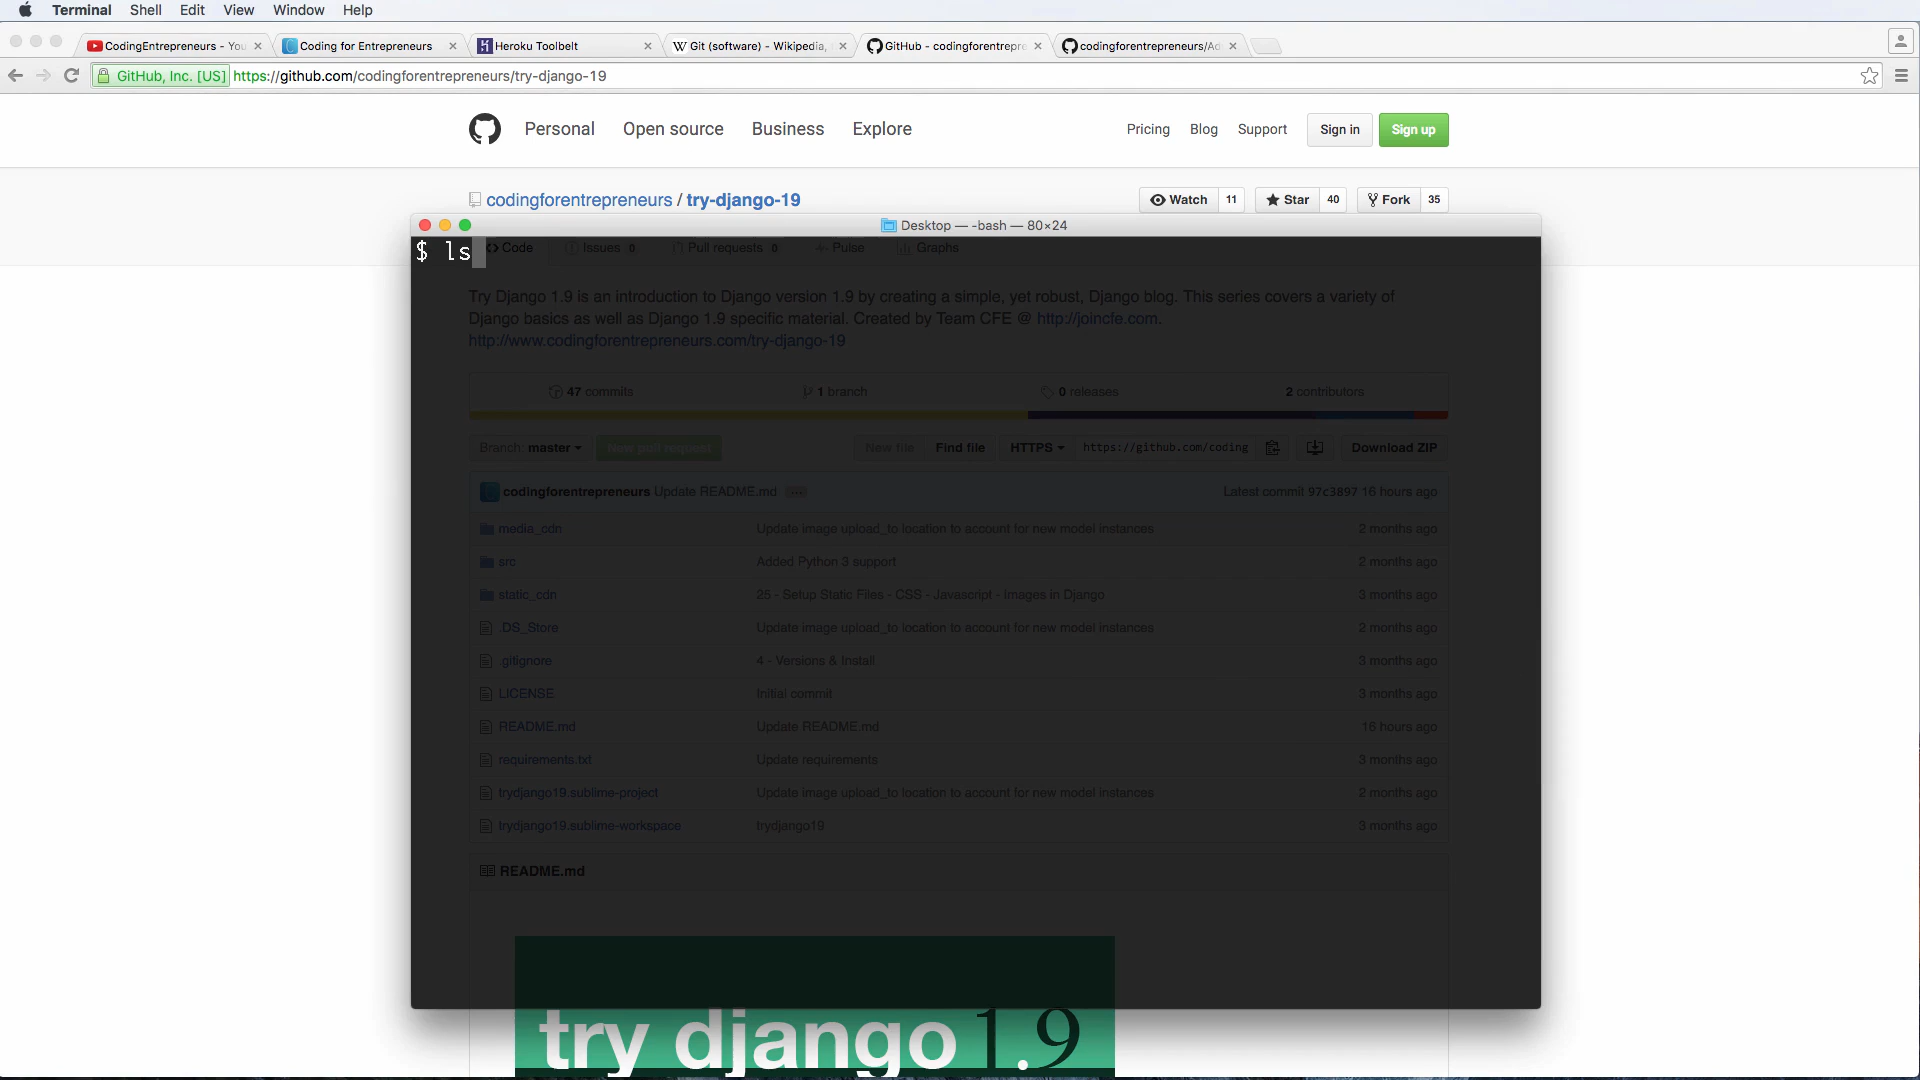 Terminal Shell Edit View Window Help
CodingEntrepreneurs - You
Coding for Entrepreneurs
Heroku Toolbelt
Git (software) - Wikipedia,
GitHub - codingforentrepre
codingforentrepreneurs/Ad
GitHub, Inc. [US] https://github.com/codingforentrepreneurs/try-django-19
Personal Open source Business Explore
Pricing Blog Support Sign in Sign up
codingforentrepreneurs / try-django-19
Watch 11 Star 40 Fork 35
Desktop — -bash — 80×24
$ ls
Code Issues 0 Pull requests 0 Pulse Graphs
Try Django 1.9 is an introduction to Django version 1.9 by creating a simple, yet robust, Django blog. This series covers a variety of
Django basics as well as Django 1.9 specific material. Created by Team CFE @ http://joincfe.com.
http://www.codingforentrepreneurs.com/try-django-19
47 commits 1 branch 0 releases 2 contributors
Branch: master New pull request New file Find file HTTPS https://github.com/coding Download ZIP
codingforentrepreneurs Update README.md ... Latest commit 97c3897 16 hours ago
media_cdn Update image upload_to location to account for new model instances 2 months ago
src Added Python 3 support 2 months ago
static_cdn 25 - Setup Static Files - CSS - Javascript - Images in Django 3 months ago
.DS_Store Update image upload_to location to account for new model instances 2 months ago
.gitignore 4 - Versions & Install 3 months ago
LICENSE Initial commit 3 months ago
README.md Update README.md 16 hours ago
requirements.txt Update requirements 3 months ago
trydjango19.sublime-project Update image upload_to location to account for new model instances 2 months ago
trydjango19.sublime-workspace trydjango19 3 months ago
README.md
try django 1.9